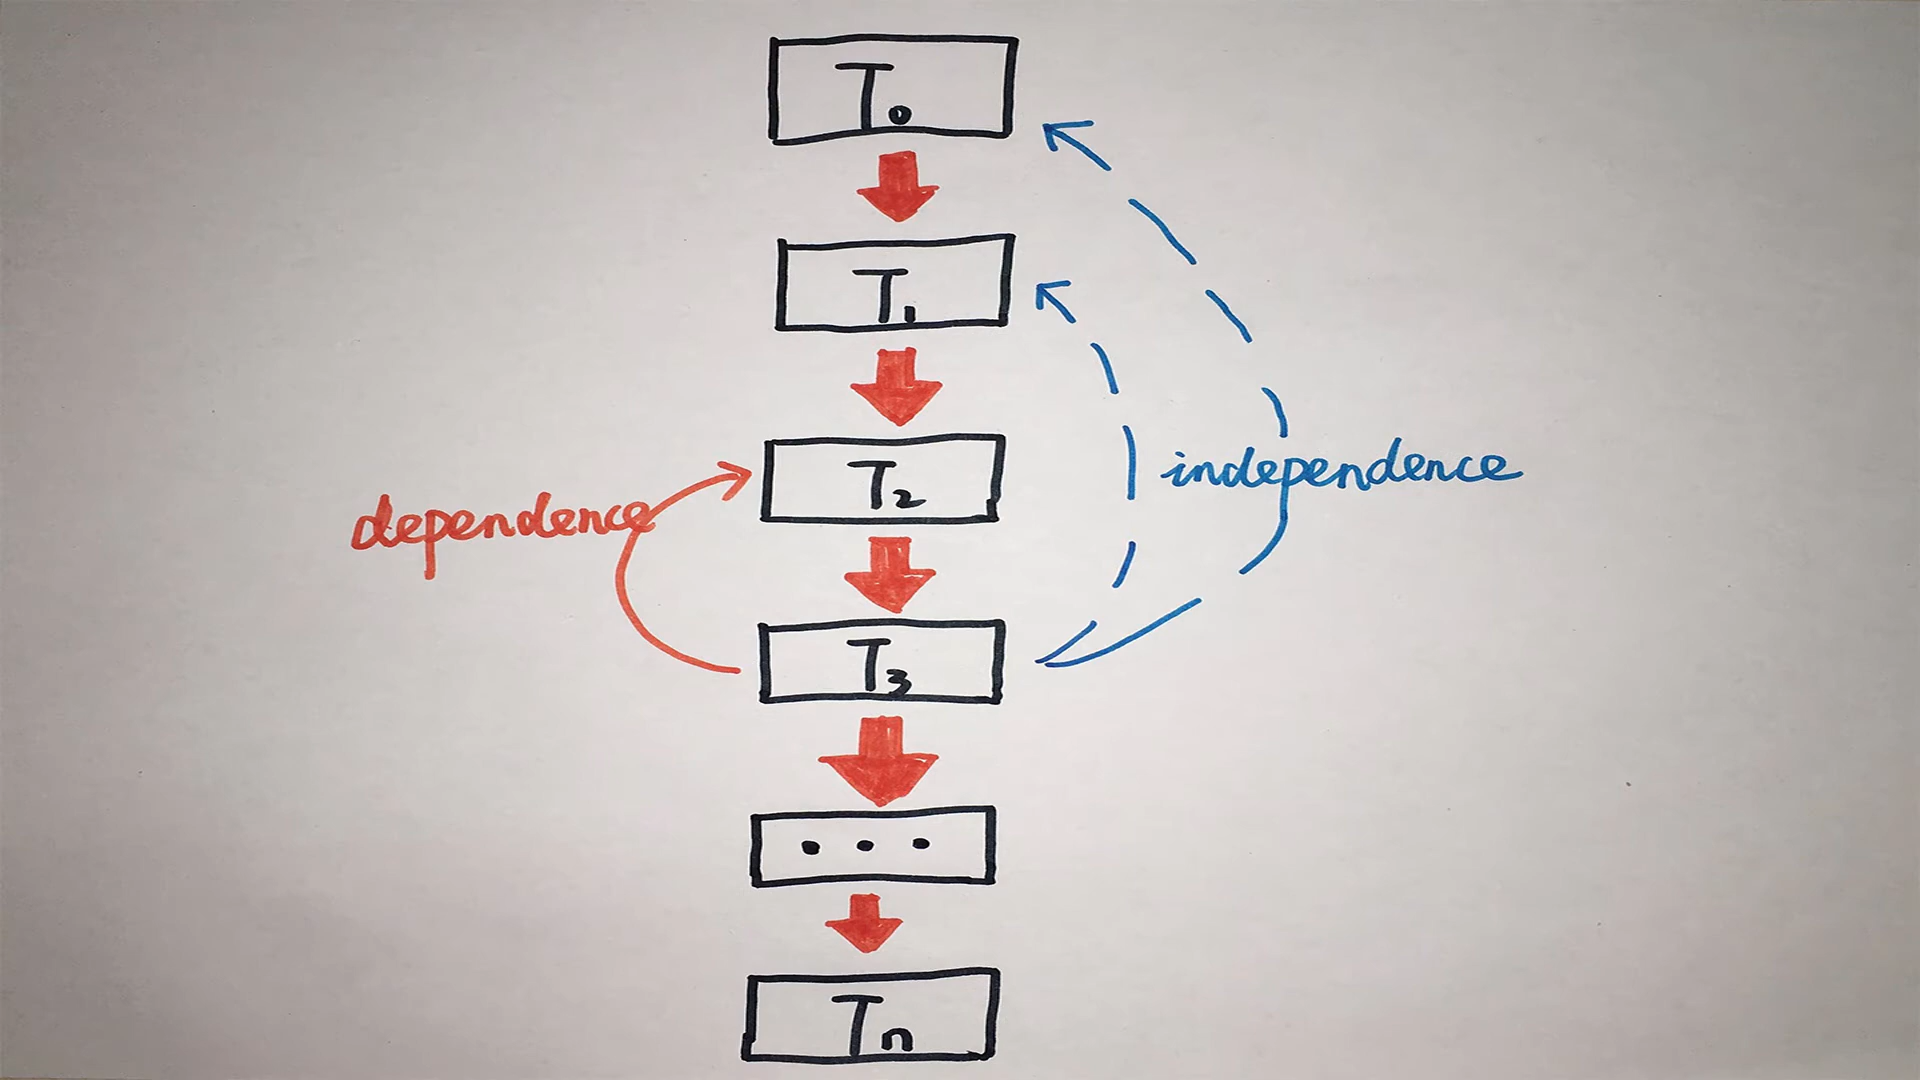 T₀
T₁
T₂
dependence
independence
T₃
...
Tn